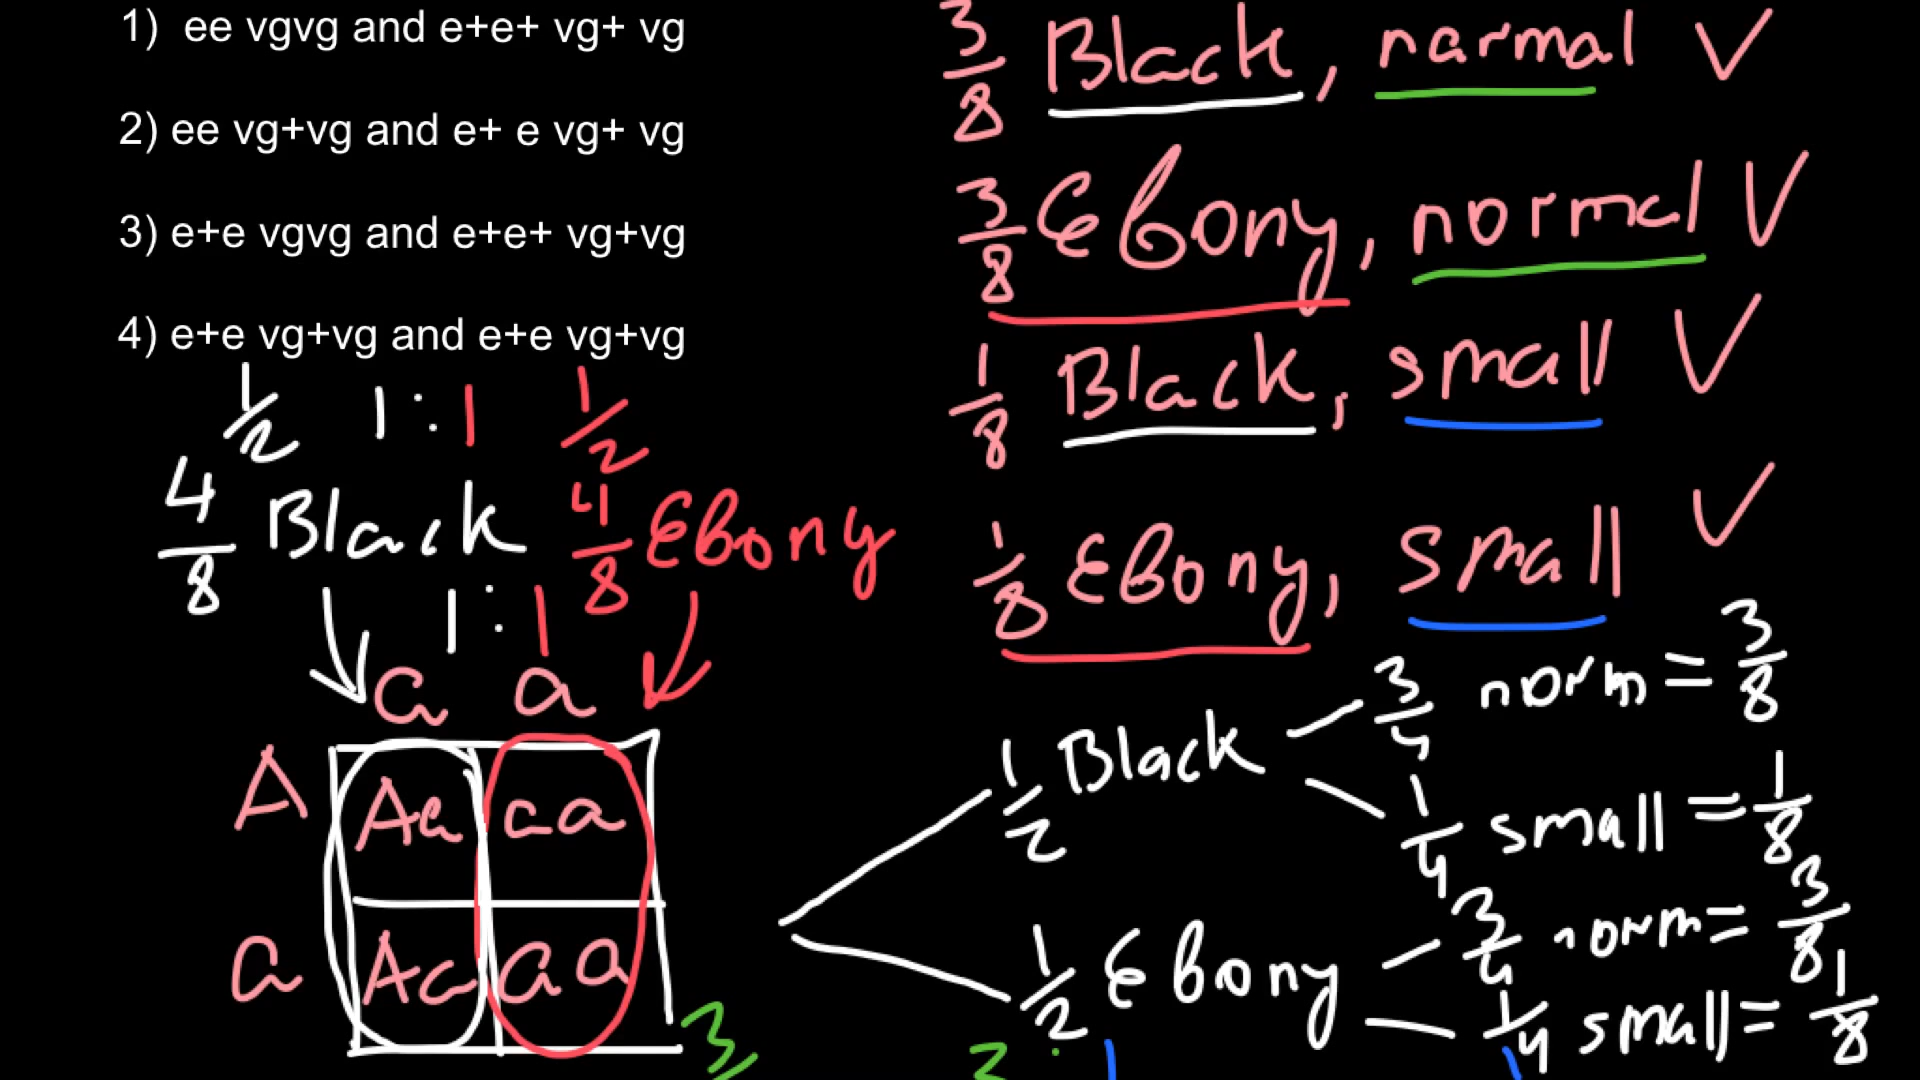 1) ee vgvg and e+e+ vg+ vg
2) ee vg+vg and e+ e vg+ vg
3) e+e vgvg and e+e+ vg+vg
4) e+e vg+vg and e+e vg+vg
1/2 1:1 1/2
4/8 Black 4/8 Ebony
1:1
a a
A Aa aa
a Aa aa
3
3/8 Black, normal ✓
3/8 Ebony, normal ✓
1/8 Black, small ✓
1/8 Ebony, small ✓
3/4 norm = 3/8
1/2 Black
1/4 small = 1/8
3/4 norm = 3/8
1/2 Ebony
1/4 small = 1/8
3:1